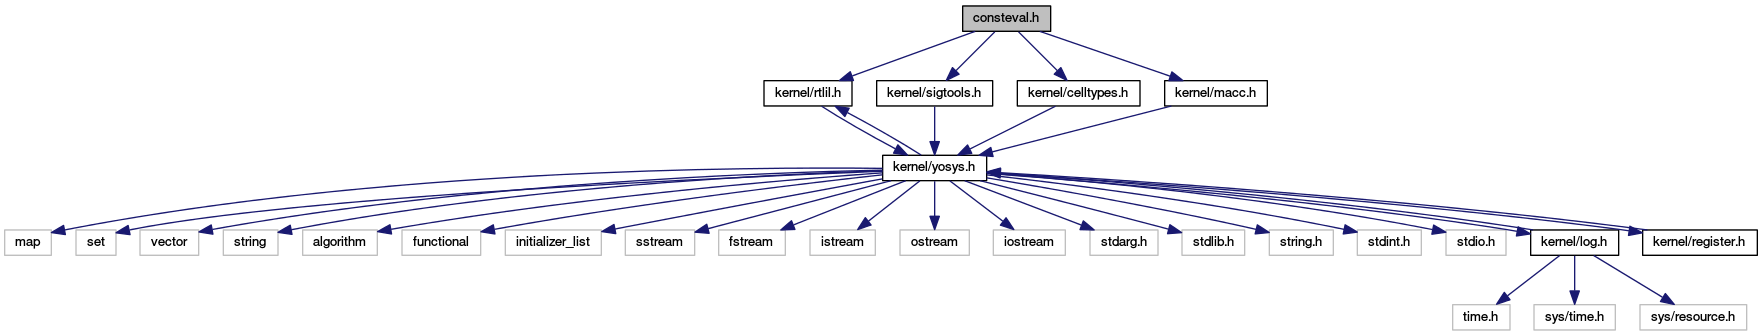 consteval.h
kernel/rtlil.h
kernel/sigtools.h
kernel/celltypes.h
kernel/macc.h
kernel/yosys.h
map
set
vector
string
algorithm
functional
initializer_list
sstream
fstream
istream
ostream
iostream
stdarg.h
stdlib.h
string.h
stdint.h
stdio.h
kernel/log.h
kernel/register.h
time.h
sys/time.h
sys/resource.h